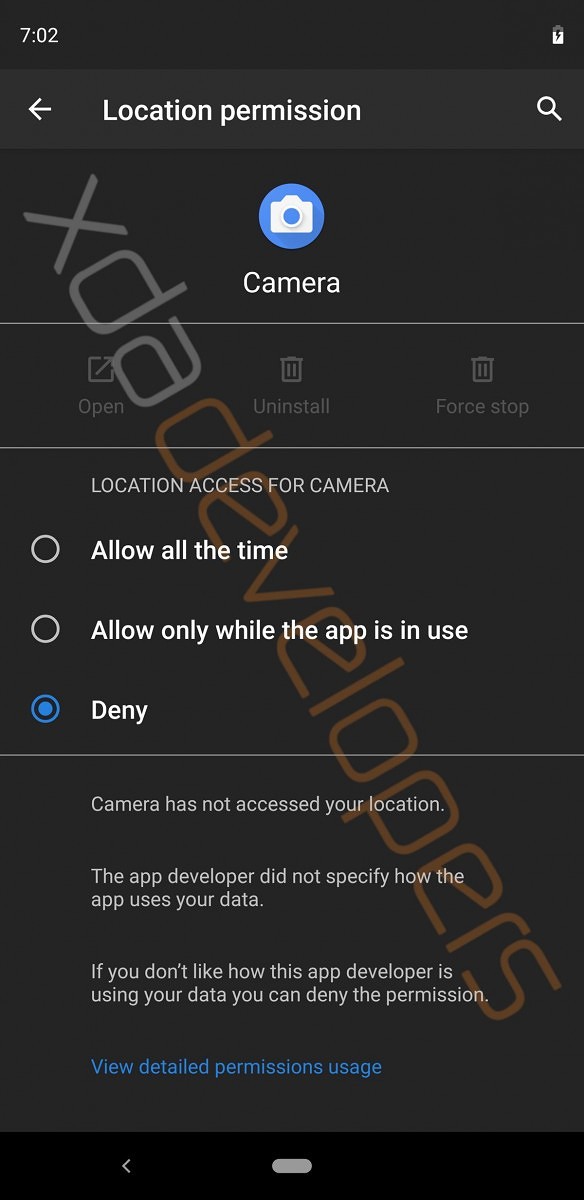 7:02
Location permission
Camera
Open Uninstall Force stop
LOCATION ACCESS FOR CAMERA
Allow all the time
Allow only while the app is in use
Deny
Camera has not accessed your location.
The app developer did not specify how the
app uses your data.
If you don’t like how this app developer is
using your data you can deny the permission.
View detailed permissions usage
xdadevelopers